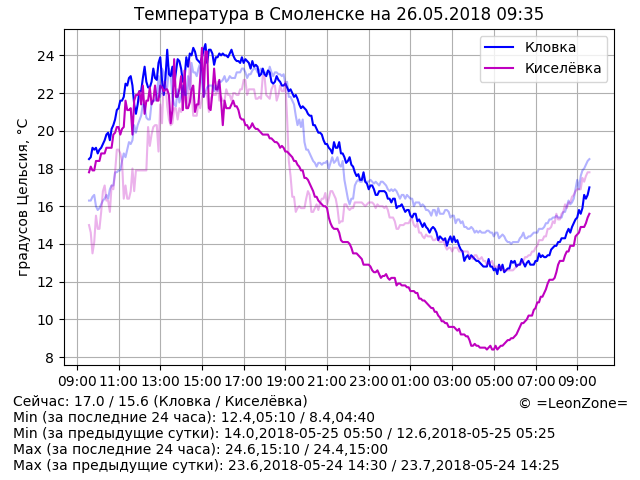 Температура в Смоленске на 26.05.2018 09:35
Кловка
Киселёвка
градусов Цельсия, °C
24
22
20
18
16
14
12
10
8
09:00 11:00 13:00 15:00 17:00 19:00 21:00 23:00 01:00 03:00 05:00 07:00 09:00
Сейчас: 17.0 / 15.6 (Кловка / Киселёвка)
© =LeonZone=
Min (за последние 24 часа): 12.4,05:10 / 8.4,04:40
Min (за предыдущие сутки): 14.0,2018-05-25 05:50 / 12.6,2018-05-25 05:25
Max (за последние 24 часа): 24.6,15:10 / 24.4,15:00
Max (за предыдущие сутки): 23.6,2018-05-24 14:30 / 23.7,2018-05-24 14:25